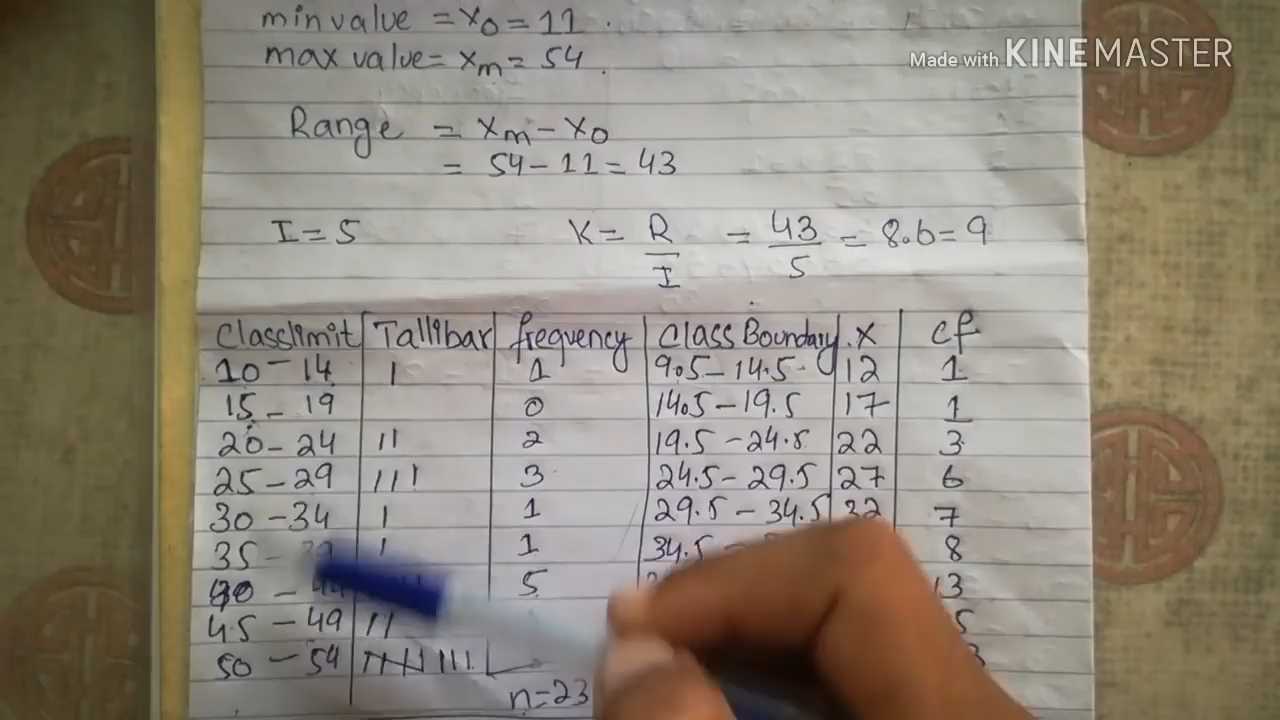 min value = x0 = 11.
max value = xm = 54.
Made with KINEMASTER
Range = xm - x0
= 54 - 11 = 43
I = 5 K = R/I = 43/5 = 8.6 = 9
Classlimit Tallibar frequency Class Boundary X cf
10 - 14 | 1 9.5 - 14.5 12 1
15 - 19 0 14.5 - 19.5 17 1
20 - 24 || 2 19.5 - 24.5 22 3
25 - 29 ||| 3 24.5 - 29.5 27 6
30 - 34 | 1 29.5 - 34.5 32 7
35 - | 1 34.5 - 8
40 - 5 13
45 - 49 ||
50 - 54 |||| |||
n=23